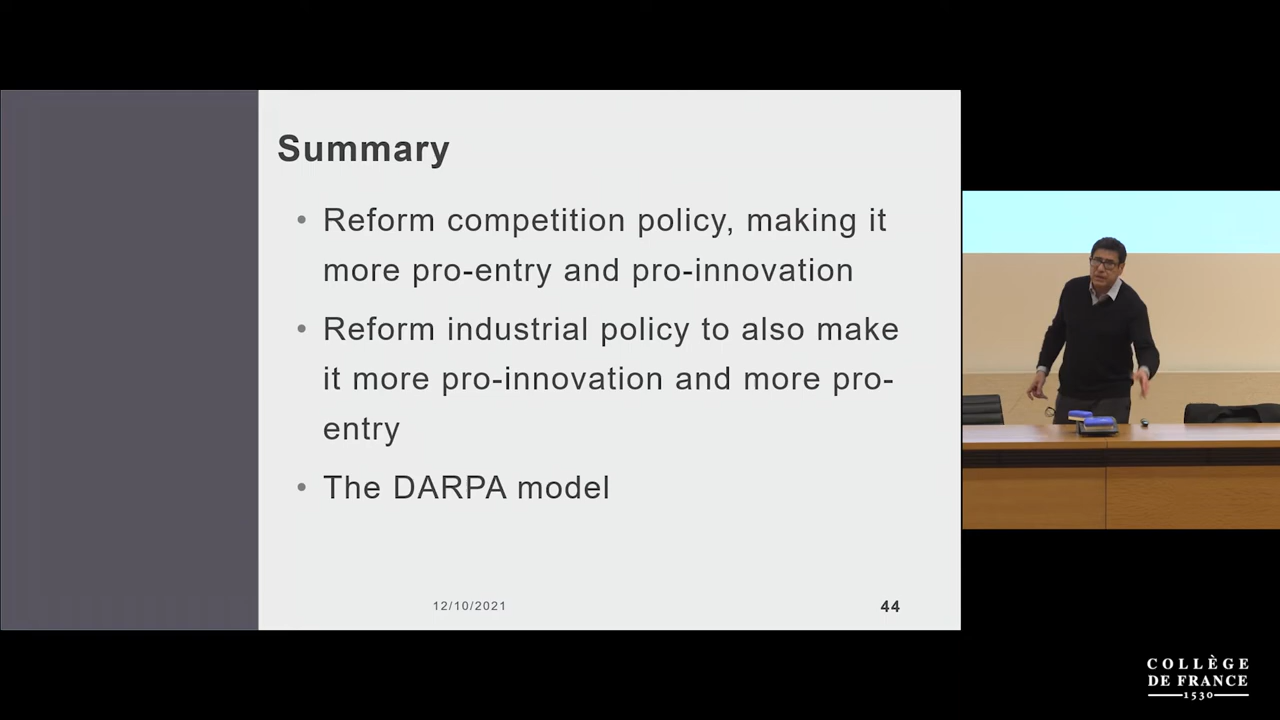 Summary
• Reform competition policy, making it
more pro-entry and pro-innovation
• Reform industrial policy to also make
it more pro-innovation and more pro-
entry
• The DARPA model
12/10/2021
44
COLLÈGE
DE FRANCE
1530